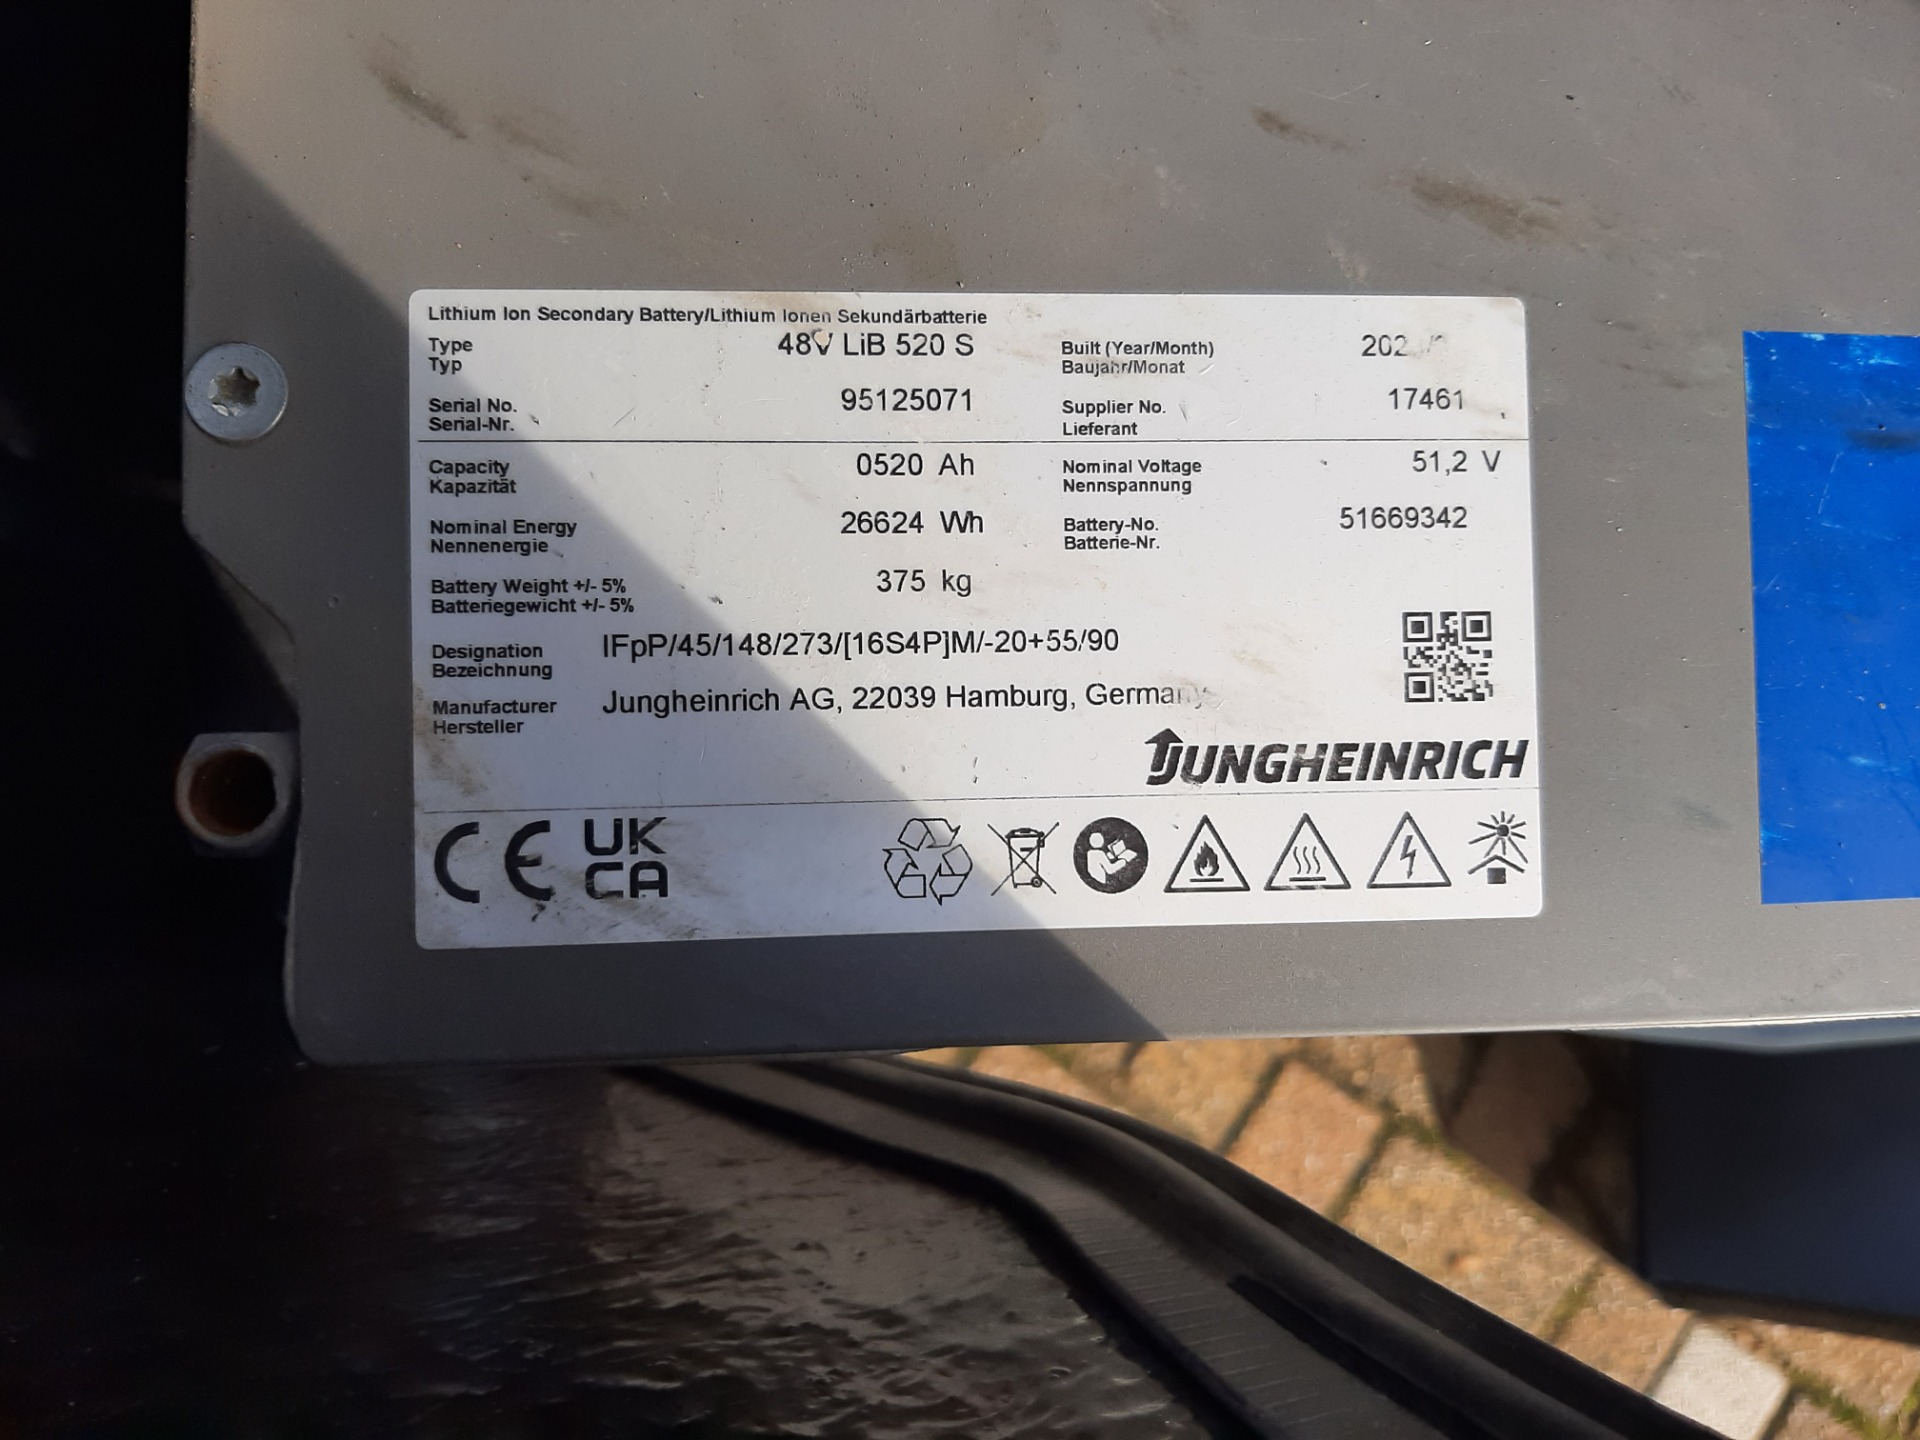 Lithium Ion Secondary Battery/Lithium Ionen Sekundärbatterie
Type 48V LiB 520 S Built (Year/Month)
Typ Baujahr/Monat
Serial No. 95125071 Supplier No. 17461
Serial-Nr. Lieferant
Capacity 0520 Ah Nominal Voltage 51,2 V
Kapazität Nennspannung
Nominal Energy 26624 Wh Battery-No. 51669342
Nennenergie Batterie-Nr.
Battery Weight +/- 5% 375 kg
Batteriegewicht +/- 5%
Designation IFpP/45/148/273/[16S4P]M/-20+55/90
Bezeichnung
Manufacturer Jungheinrich AG, 22039 Hamburg, Germany
Hersteller
JUNGHEINRICH
CE UK
CA